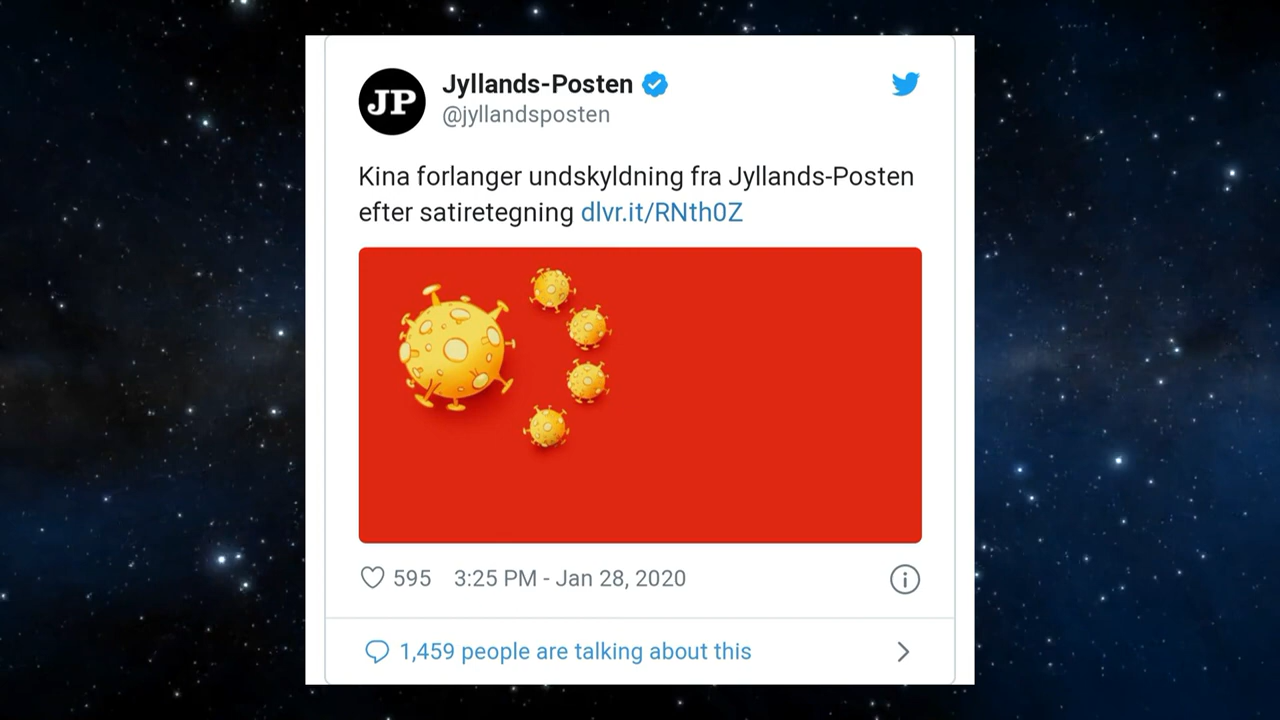 JP
Jyllands-Posten
@jyllandsposten
Kina forlanger undskyldning fra Jyllands-Posten
efter satiretegning dlvr.it/RNth0Z
595 3:25 PM - Jan 28, 2020
1,459 people are talking about this